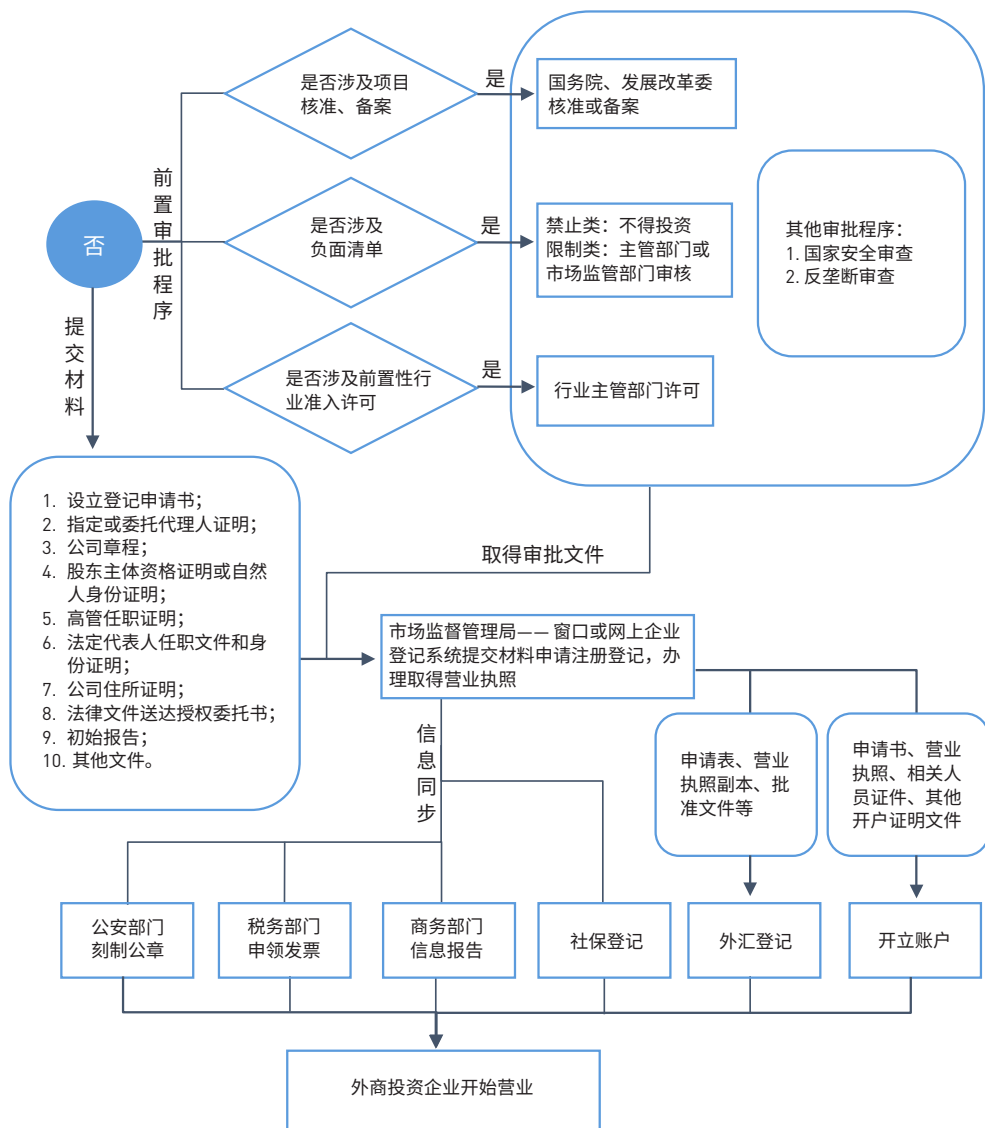 是否涉及项目
核准、备案
是
国务院、发展改革委
核准或备案
前置审批程序
否
是否涉及
负面清单
是
禁止类：不得投资
限制类：主管部门或
市场监管部门审核
其他审批程序：
1. 国家安全审查
2. 反垄断审查
提交材料
是否涉及前置性行
业准入许可
是
行业主管部门许可
1. 设立登记申请书；
2. 指定或委托代理人证明；
3. 公司章程；
4. 股东主体资格证明或自然
人身份证明；
5. 高管任职证明；
6. 法定代表人任职文件和身
份证明；
7. 公司住所证明；
8. 法律文件送达授权委托书；
9. 初始报告；
10. 其他文件。
取得审批文件
市场监督管理局—— 窗口或网上企业
登记系统提交材料申请注册登记，办
理取得营业执照
信息同步
申请表、营业
执照副本、批
准文件等
申请书、营业
执照、相关人
员证件、其他
开户证明文件
公安部门
刻制公章
税务部门
申领发票
商务部门
信息报告
社保登记
外汇登记
开立账户
外商投资企业开始营业